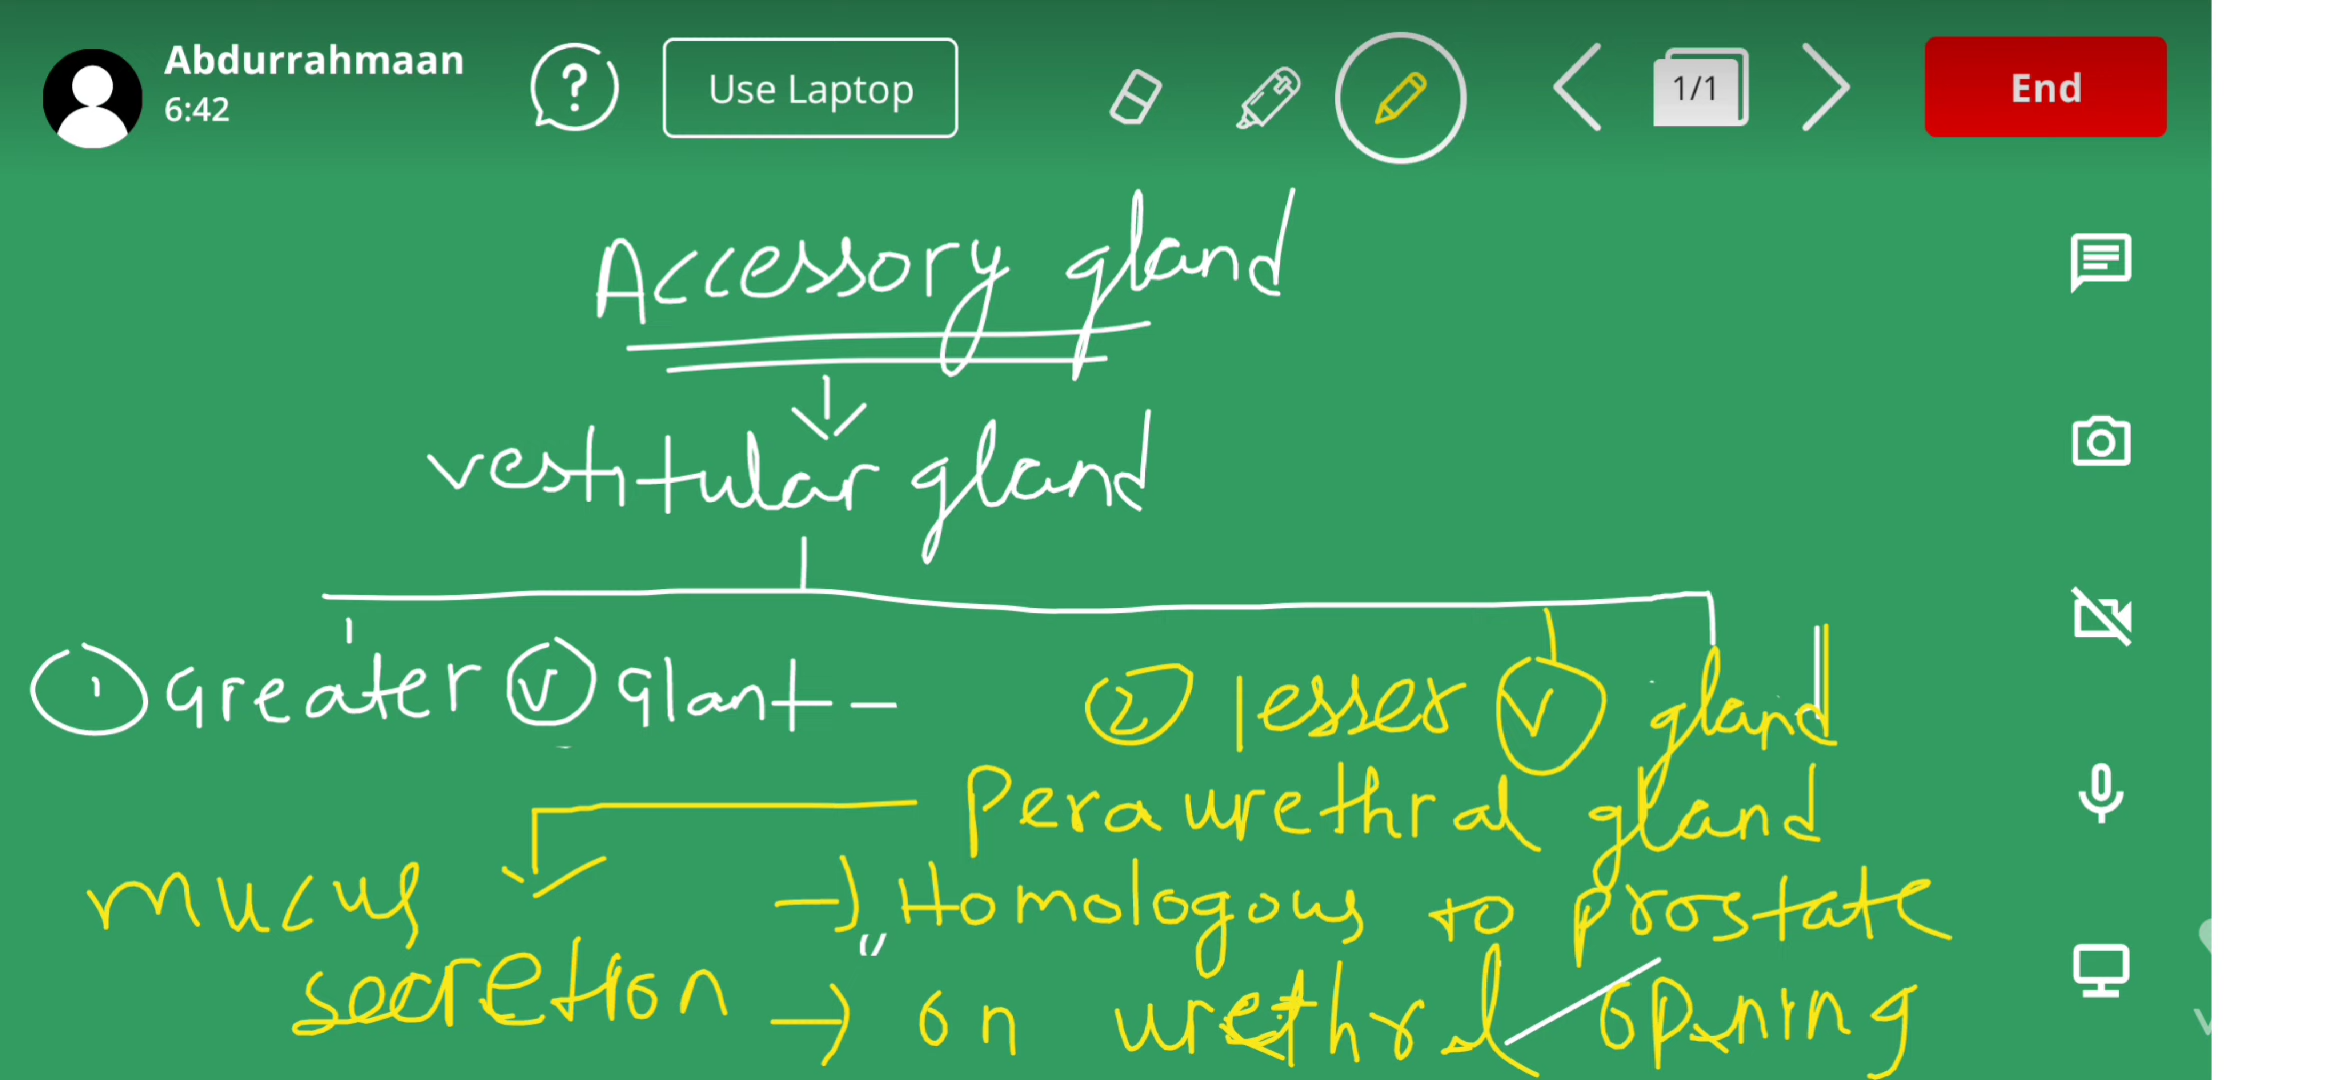 Abdurrahmaan
6:42
? Use Laptop 1/1 End
Accessory gland
vestitular gland
① Greater Ⓥ glant -
② lesser Ⓥ gland
Peraurethral gland
mucus → Homologous to prostate
secretion → on urethral opening